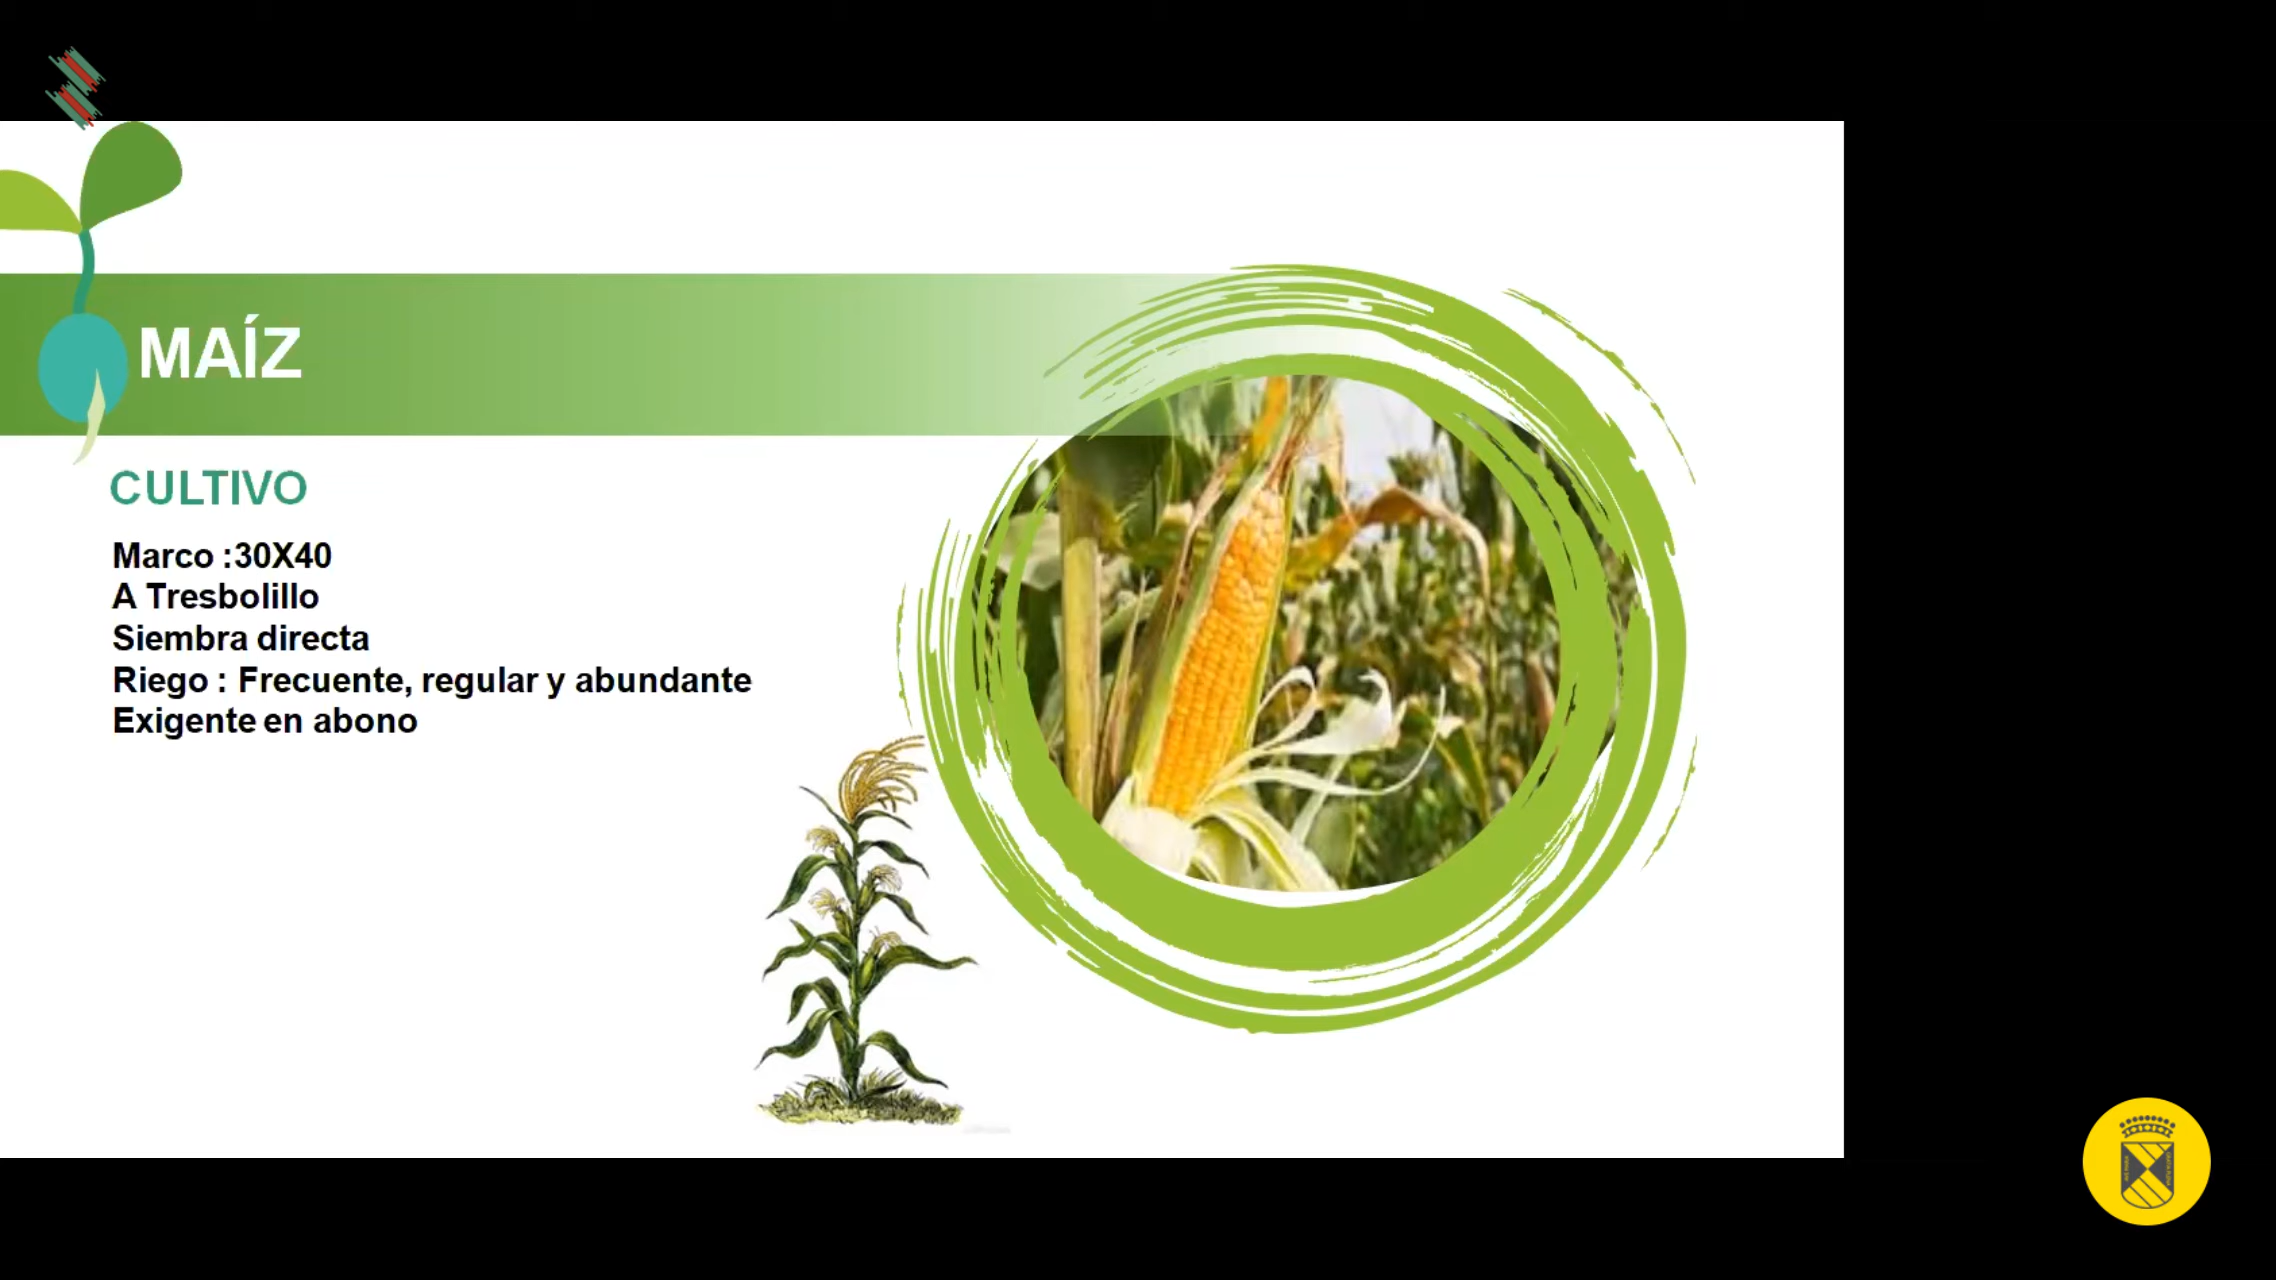 MAÍZ
CULTIVO
Marco :30X40
A Tresbolillo
Siembra directa
Riego : Frecuente, regular y abundante
Exigente en abono